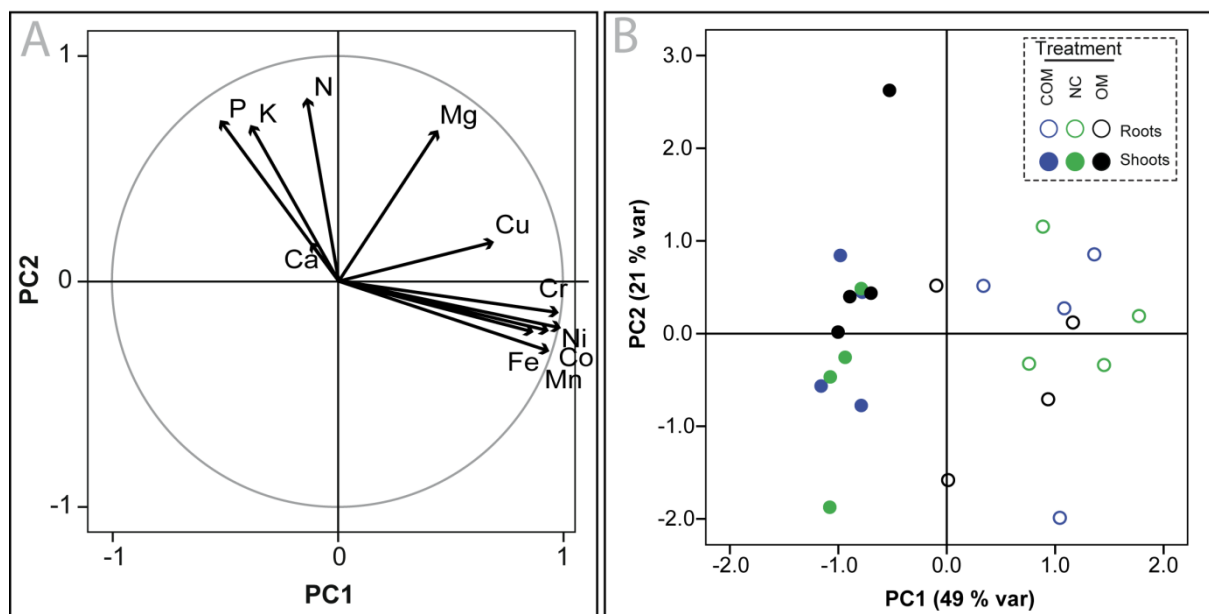 A
1
0
-1
-1
0
1
PC2
PC1
P
K
N
Mg
Cu
Ca
Cr
Ni
Fe
Co
Mn
B
3.0
2.0
1.0
0.0
-1.0
-2.0
-2.0
-1.0
0.0
1.0
2.0
PC2 (21 % var)
PC1 (49 % var)
Treatment
COM
NC
OM
Roots
Shoots